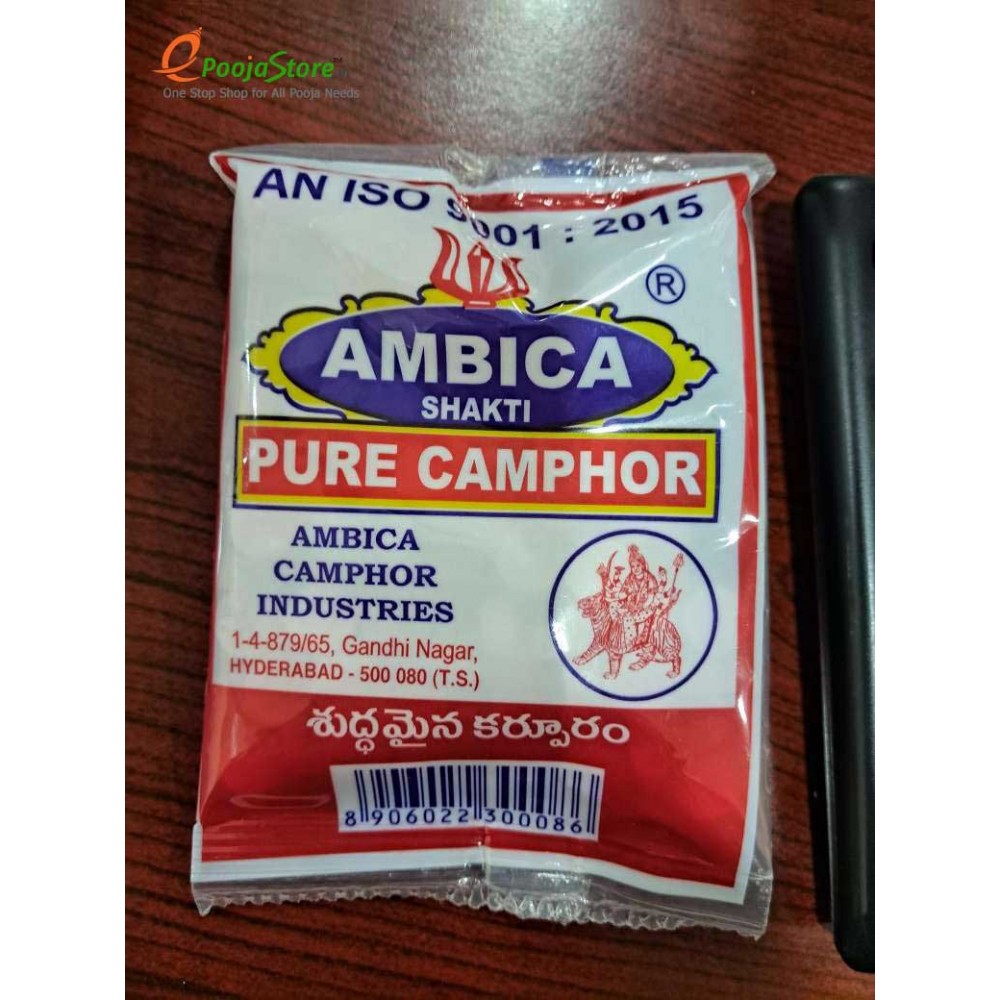 ePoojaStore™
One Stop Shop for All Pooja Needs
AN ISO 9001 : 2015
®
AMBICA
SHAKTI
PURE CAMPHOR
AMBICA
CAMPHOR
INDUSTRIES
1-4-879/65, Gandhi Nagar,
HYDERABAD - 500 080 (T.S.)
శుద్ధమైన కర్పూరం
8 906022 300086